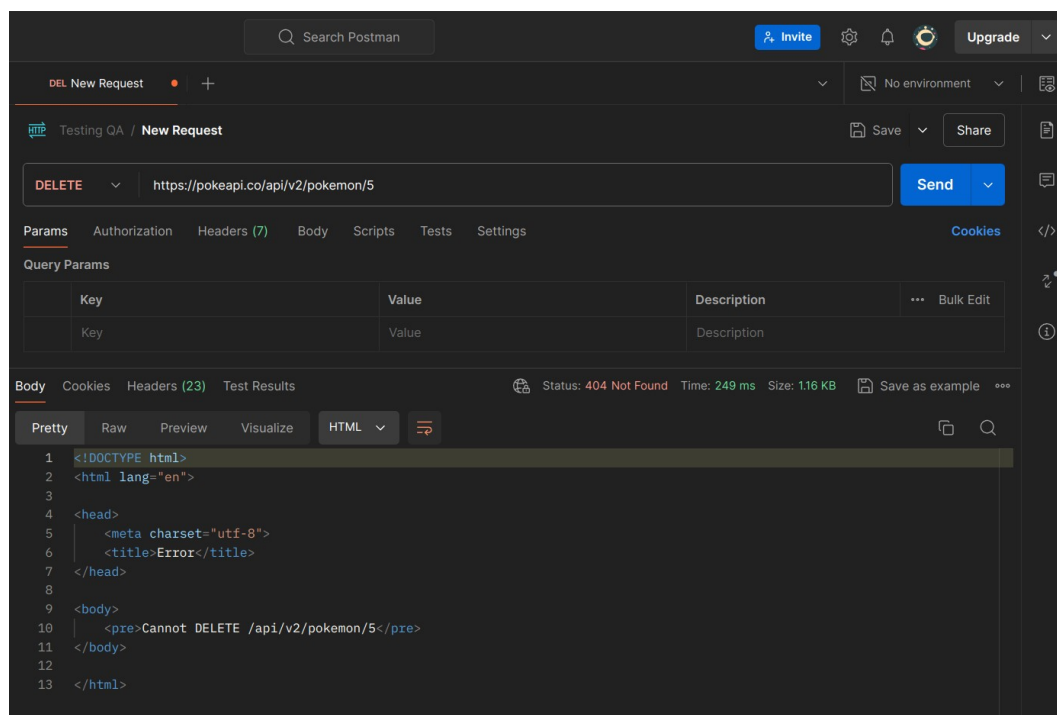 Search Postman
Invite
Upgrade
DEL New Request
No environment
HTTP Testing QA / New Request
Save
Share
DELETE
https://pokeapi.co/api/v2/pokemon/5
Send
Params Authorization Headers (7) Body Scripts Tests Settings Cookies
Query Params
Key Value Description Bulk Edit
Key Value Description
Body Cookies Headers (23) Test Results Status: 404 Not Found Time: 249 ms Size: 1.16 KB Save as example
Pretty Raw Preview Visualize HTML
1 <!DOCTYPE html>
2 <html lang="en">
3
4 <head>
5 <meta charset="utf-8">
6 <title>Error</title>
7 </head>
8
9 <body>
10 <pre>Cannot DELETE /api/v2/pokemon/5</pre>
11 </body>
12
13 </html>